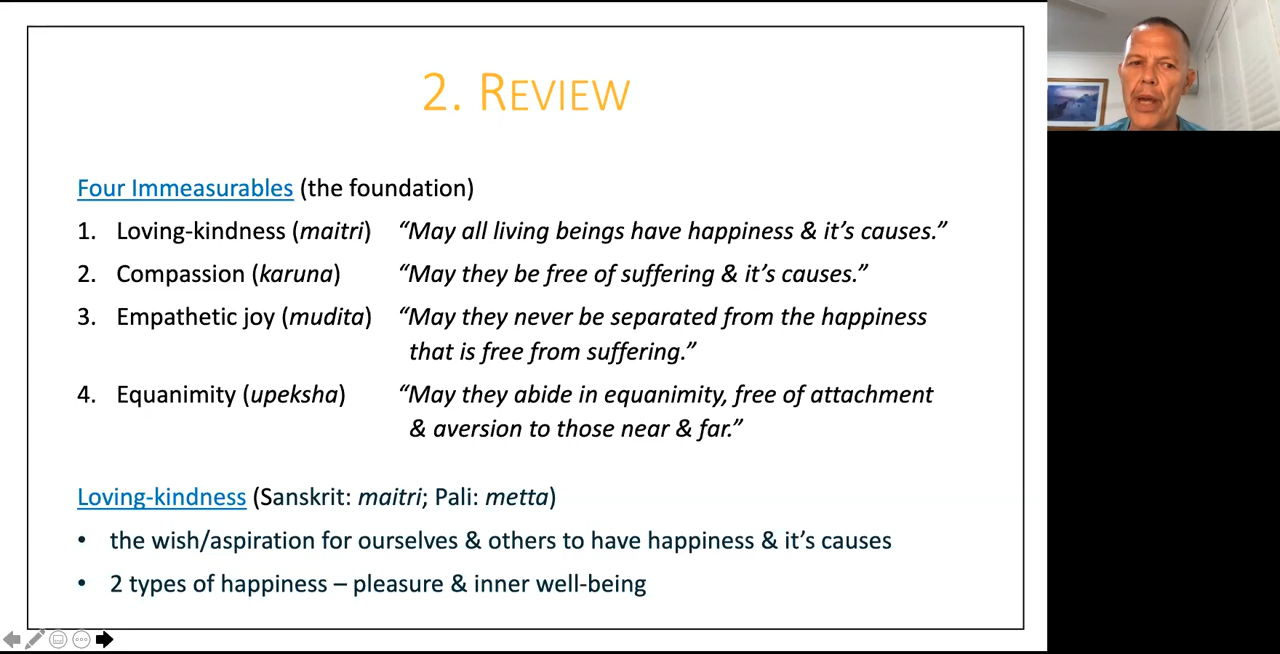 2. REVIEW
Four Immeasurables (the foundation)
1. Loving-kindness (maitri) “May all living beings have happiness & it’s causes.”
2. Compassion (karuna) “May they be free of suffering & it’s causes.”
3. Empathetic joy (mudita) “May they never be separated from the happiness
that is free from suffering.”
4. Equanimity (upeksha) “May they abide in equanimity, free of attachment
& aversion to those near & far.”
Loving-kindness (Sanskrit: maitri; Pali: metta)
• the wish/aspiration for ourselves & others to have happiness & it’s causes
• 2 types of happiness – pleasure & inner well-being